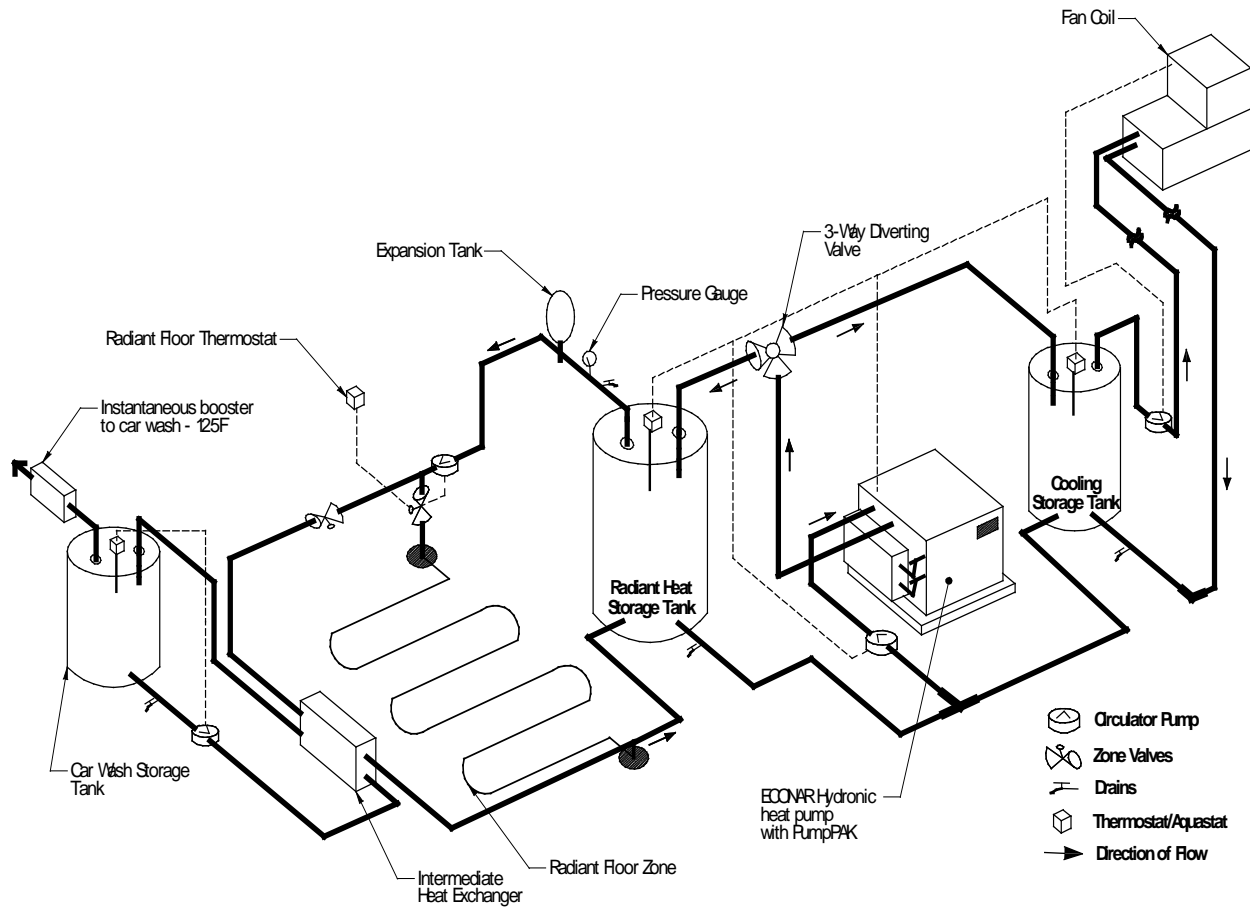 Fan Coil
3-Way Diverting
Valve
Expansion Tank
Pressure Gauge
Radiant Floor Thermostat
Instantaneous booster
to car wash - 125F
Cooling
Storage Tank
Radiant Heat
Storage Tank
Car Wash Storage
Tank
ECONAR Hydronic
heat pump
with PumpPAK
Radiant Floor Zone
Intermediate
Heat Exchanger
Circulator Pump
Zone Valves
Drains
Thermostat/Aquastat
Direction of Flow